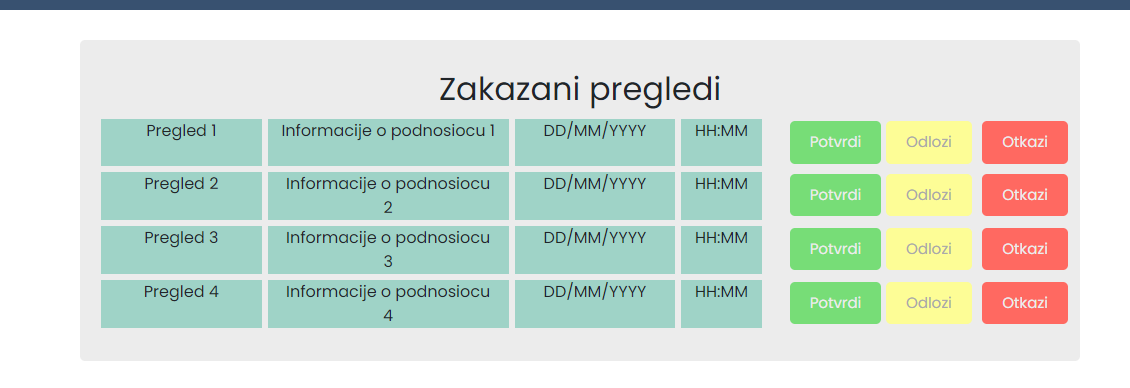 Zakazani pregledi
Pregled 1 Informacije o podnosiocu 1 DD/MM/YYYY HH:MM Potvrdi Odlozi Otkazi
Pregled 2 Informacije o podnosiocu DD/MM/YYYY HH:MM Potvrdi Odlozi Otkazi
2
Pregled 3 Informacije o podnosiocu DD/MM/YYYY HH:MM Potvrdi Odlozi Otkazi
3
Pregled 4 Informacije o podnosiocu DD/MM/YYYY HH:MM Potvrdi Odlozi Otkazi
4